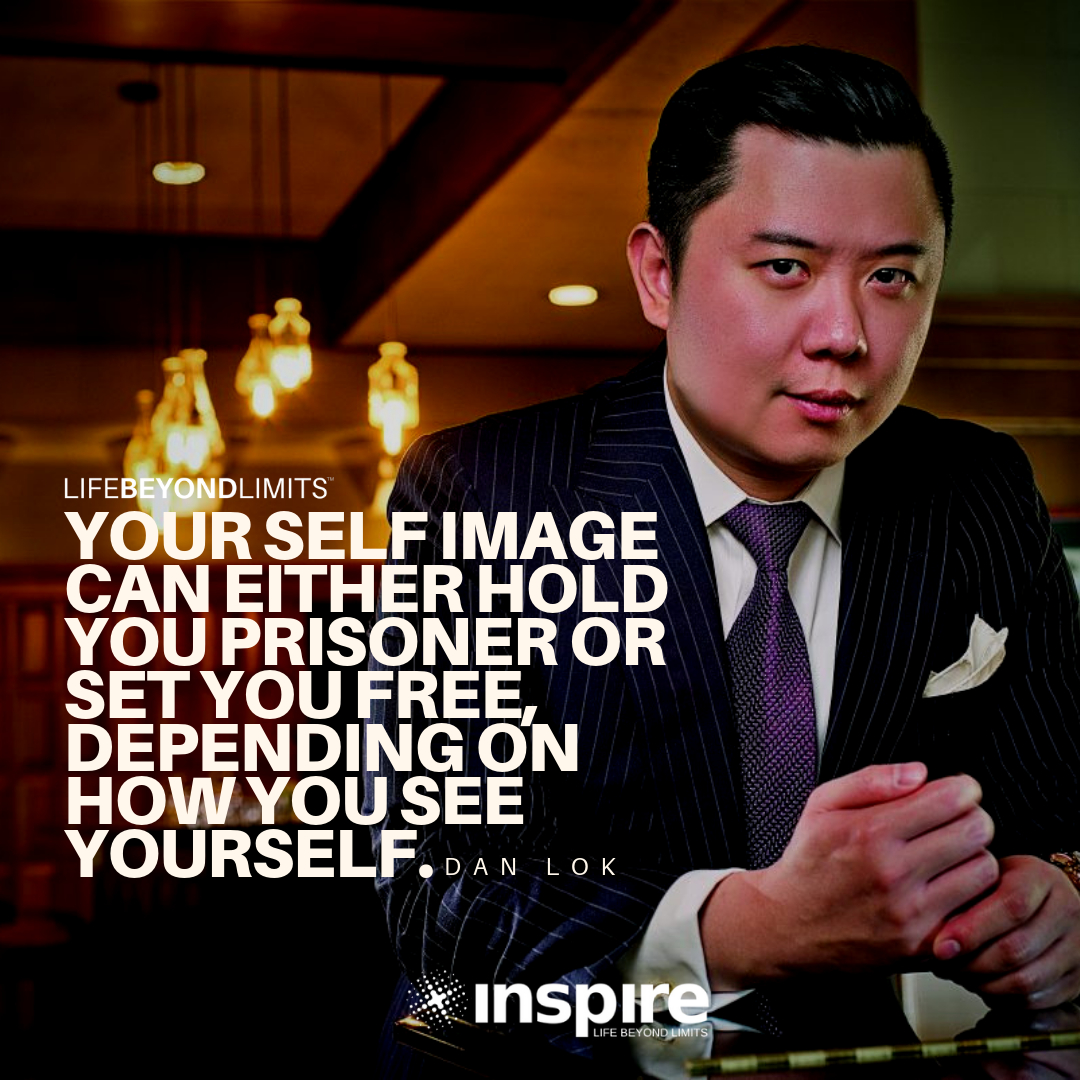 LIFEBEYONDLIMITS™
YOUR SELF IMAGE
CAN EITHER HOLD
YOU PRISONER OR
SET YOU FREE,
DEPENDING ON
HOW YOU SEE
YOURSELF. DAN LOK
inspire
LIFE BEYOND LIMITS